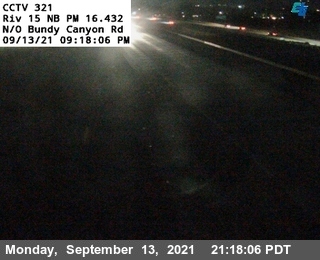 CCTV 321
Riv 15 NB PM 16.432
N/O Bundy Canyon Rd
09/13/21 09:18:06 PM
Monday, September 13, 2021 21:18:06 PDT